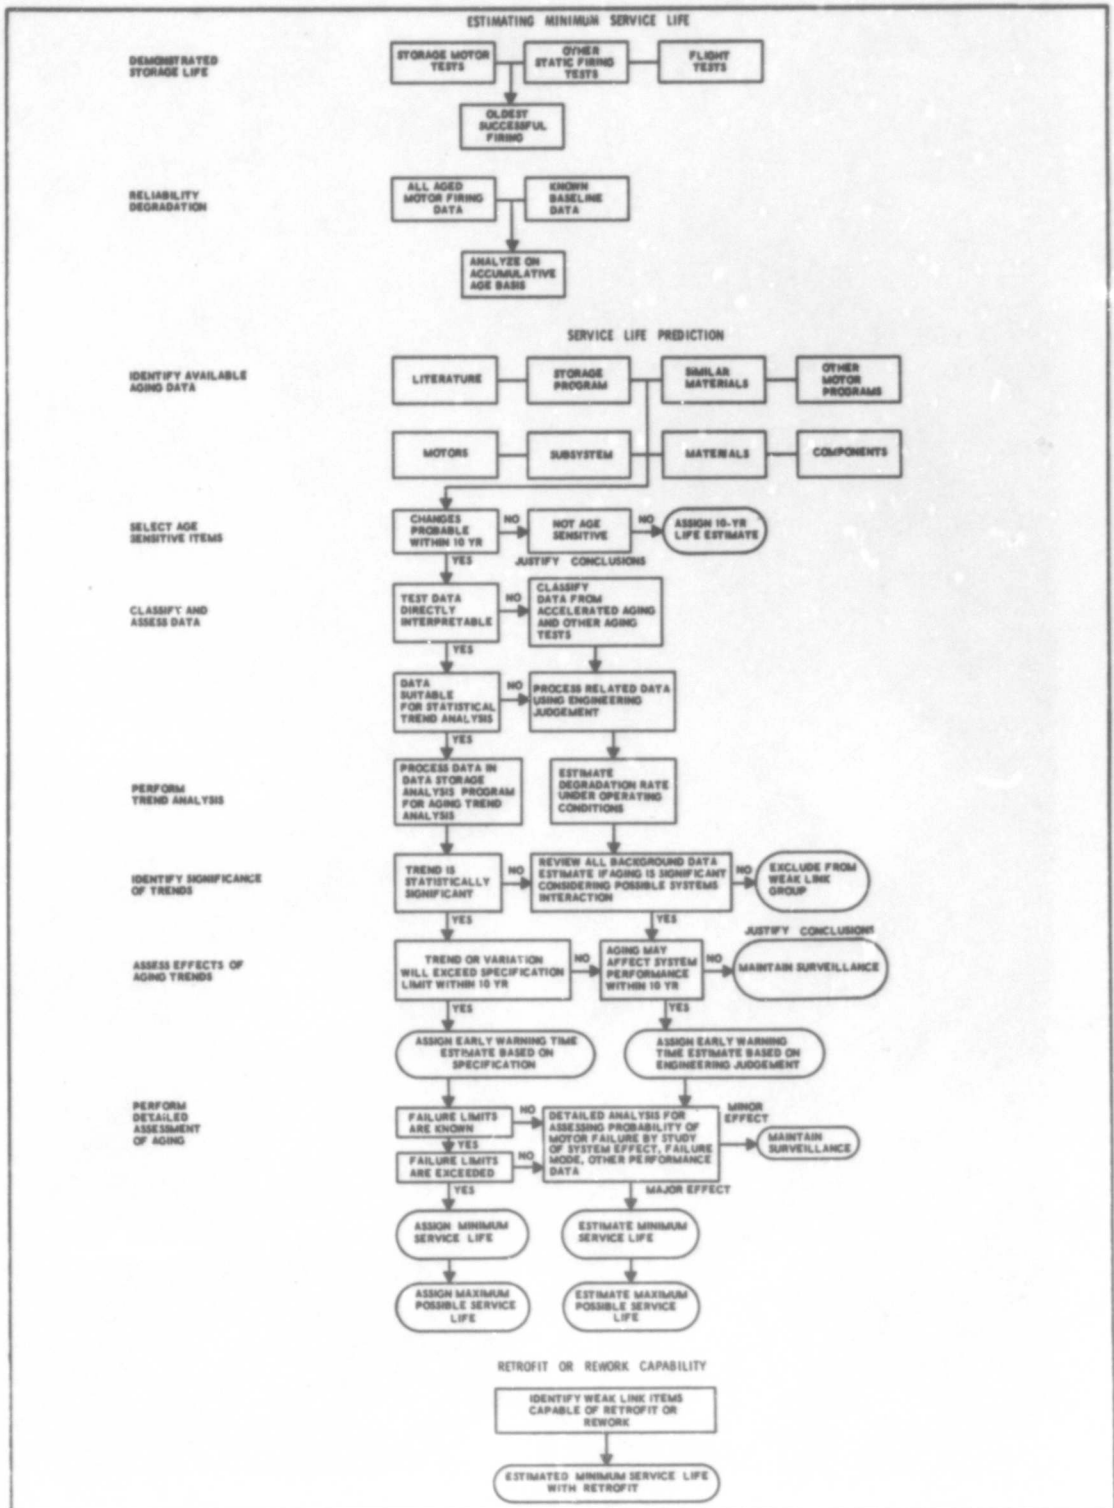 ESTIMATING MINIMUM SERVICE LIFE
DEMONSTRATED
STORAGE LIFE
STORAGE MOTOR
TESTS
OTHER
STATIC FIRING
TESTS
FLIGHT
TESTS
OLDEST
SUCCESSFUL
FIRING
RELIABILITY
DEGRADATION
ALL AGED
MOTOR FIRING
DATA
KNOWN
BASELINE
DATA
ANALYZE ON
ACCUMULATIVE
AGE BASIS
SERVICE LIFE PREDICTION
IDENTIFY AVAILABLE
AGING DATA
LITERATURE
STORAGE
PROGRAM
SIMILAR
MATERIALS
OTHER
MOTOR
PROGRAMS
MOTORS
SUBSYSTEM
MATERIALS
COMPONENTS
SELECT AGE
SENSITIVE ITEMS
CHANGES
PROBABLE
WITHIN 10 YR
NO
NOT AGE
SENSITIVE
NO
ASSIGN 10-YR
LIFE ESTIMATE
YES
JUSTIFY CONCLUSIONS
CLASSIFY AND
ASSESS DATA
TEST DATA
DIRECTLY
INTERPRETABLE
NO
CLASSIFY
DATA FROM
ACCELERATED AGING
AND OTHER AGING
TESTS
YES
DATA
SUITABLE
FOR STATISTICAL
TREND ANALYSIS
NO
PROCESS RELATED DATA
USING ENGINEERING
JUDGEMENT
YES
PERFORM
TREND ANALYSIS
PROCESS DATA IN
DATA STORAGE
ANALYSIS PROGRAM
FOR AGING TREND
ANALYSIS
ESTIMATE
DEGRADATION RATE
UNDER OPERATING
CONDITIONS
IDENTIFY SIGNIFICANCE
OF TRENDS
TREND IS
STATISTICALLY
SIGNIFICANT
NO
REVIEW ALL BACKGROUND DATA
ESTIMATE IF AGING IS SIGNIFICANT
CONSIDERING POSSIBLE SYSTEMS
INTERACTION
NO
EXCLUDE FROM
WEAK LINK
GROUP
YES
YES
JUSTIFY CONCLUSIONS
ASSESS EFFECTS OF
AGING TRENDS
TREND OR VARIATION
WILL EXCEED SPECIFICATION
LIMIT WITHIN 10 YR
NO
AGING MAY
AFFECT SYSTEM
PERFORMANCE
WITHIN 10 YR
NO
MAINTAIN SURVEILLANCE
YES
YES
ASSIGN EARLY WARNING TIME
ESTIMATE BASED ON
SPECIFICATION
ASSIGN EARLY WARNING
TIME ESTIMATE BASED ON
ENGINEERING JUDGEMENT
PERFORM
DETAILED
ASSESSMENT
OF AGING
FAILURE LIMITS
ARE KNOWN
NO
DETAILED ANALYSIS FOR
ASSESSING PROBABILITY OF
MOTOR FAILURE BY STUDY
OF SYSTEM EFFECT, FAILURE
MODE, OTHER PERFORMANCE
DATA
MINOR
EFFECT
MAINTAIN
SURVEILLANCE
YES
FAILURE LIMITS
ARE EXCEEDED
NO
YES
MAJOR EFFECT
ASSIGN MINIMUM
SERVICE LIFE
ESTIMATE MINIMUM
SERVICE LIFE
ASSIGN MAXIMUM
POSSIBLE SERVICE
LIFE
ESTIMATE MAXIMUM
POSSIBLE SERVICE
LIFE
RETROFIT OR REWORK CAPABILITY
IDENTIFY WEAK LINK ITEMS
CAPABLE OF RETROFIT OR
REWORK
ESTIMATED MINIMUM SERVICE LIFE
WITH RETROFIT